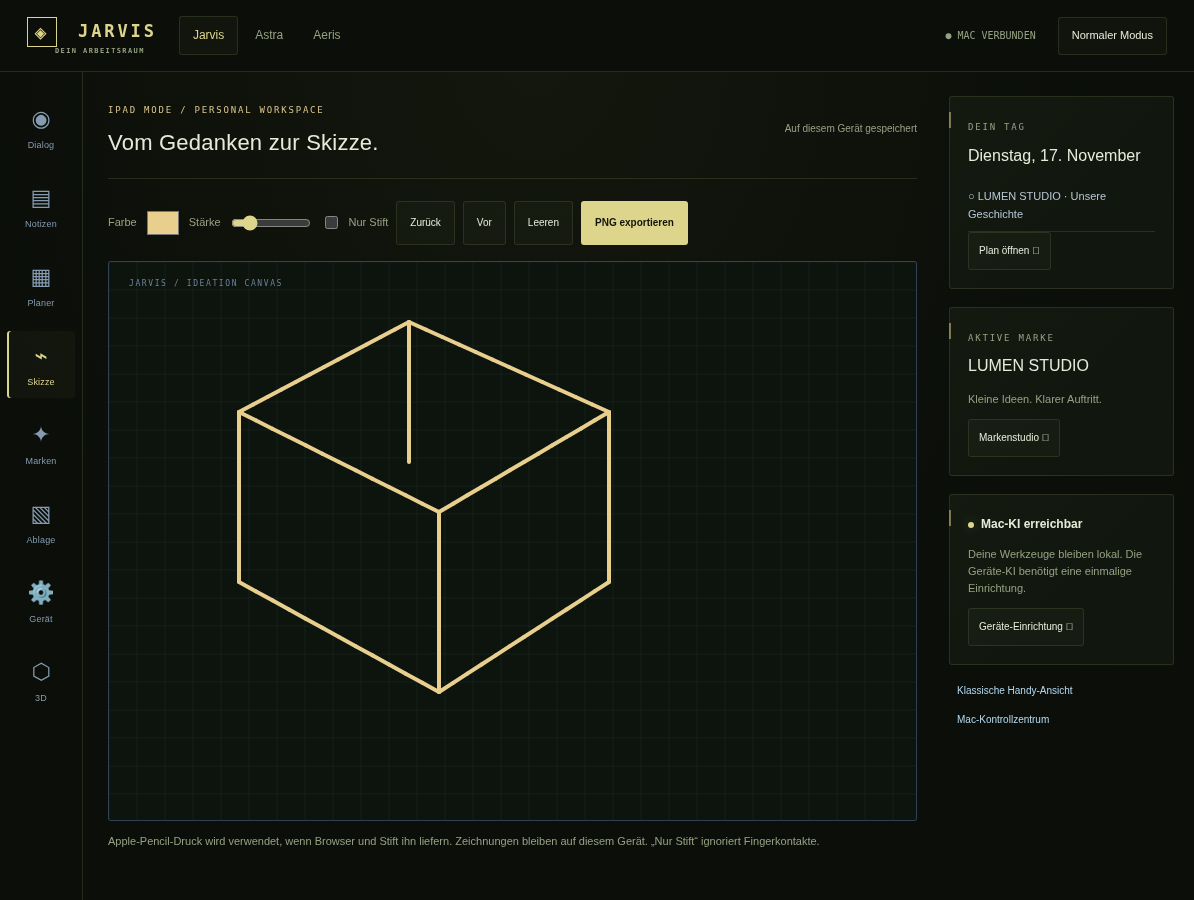 JARVIS
DEIN ARBEITSRAUM
Jarvis
Astra
Aeris
MAC VERBUNDEN
Normaler Modus
Dialog
Notizen
Planer
Skizze
Marken
Ablage
Gerät
3D
IPAD MODE / PERSONAL WORKSPACE
Vom Gedanken zur Skizze.
Auf diesem Gerät gespeichert
Farbe
Stärke
Nur Stift
Zurück
Vor
Leeren
PNG exportieren
JARVIS / IDEATION CANVAS
Apple-Pencil-Druck wird verwendet, wenn Browser und Stift ihn liefern. Zeichnungen bleiben auf diesem Gerät. „Nur Stift“ ignoriert Fingerkontakte.
DEIN TAG
Dienstag, 17. November
○ LUMEN STUDIO · Unsere
Geschichte
Plan öffnen
AKTIVE MARKE
LUMEN STUDIO
Kleine Ideen. Klarer Auftritt.
Markenstudio
Mac-KI erreichbar
Deine Werkzeuge bleiben lokal. Die
Geräte-KI benötigt eine einmalige
Einrichtung.
Geräte-Einrichtung
Klassische Handy-Ansicht
Mac-Kontrollzentrum